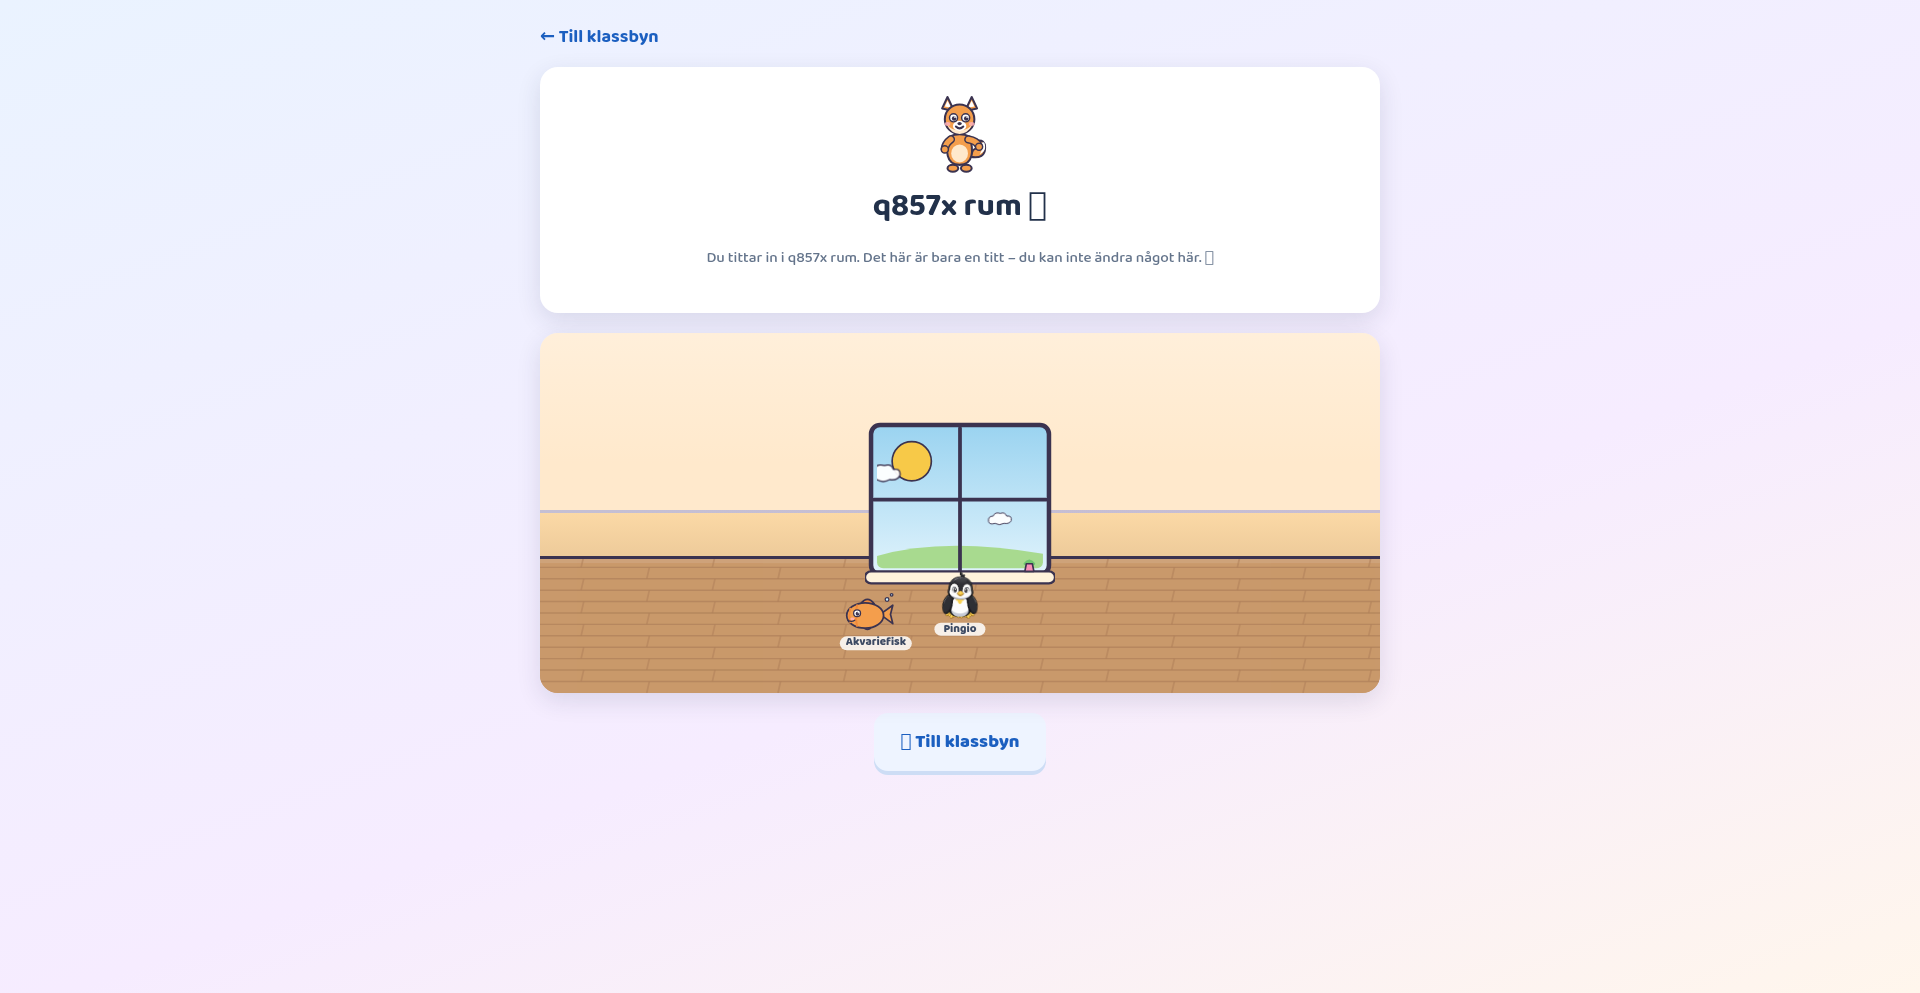 ← Till klassbyn
q857x rum
Du tittar in i q857x rum. Det här är bara en titt – du kan inte ändra något här.
Akvariefisk
Pingio
Till klassbyn